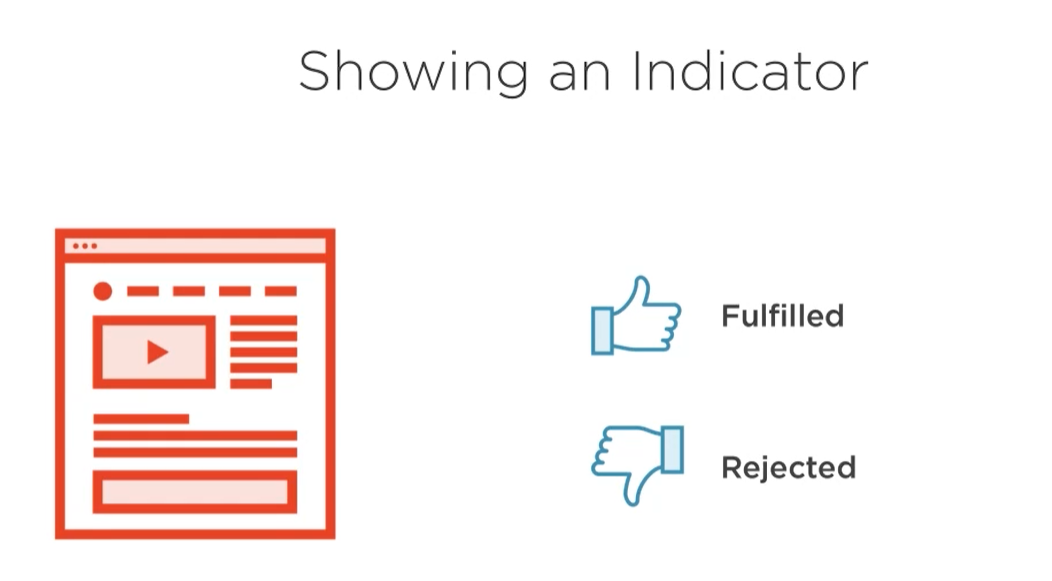 Showing an Indicator
Fulfilled
Rejected